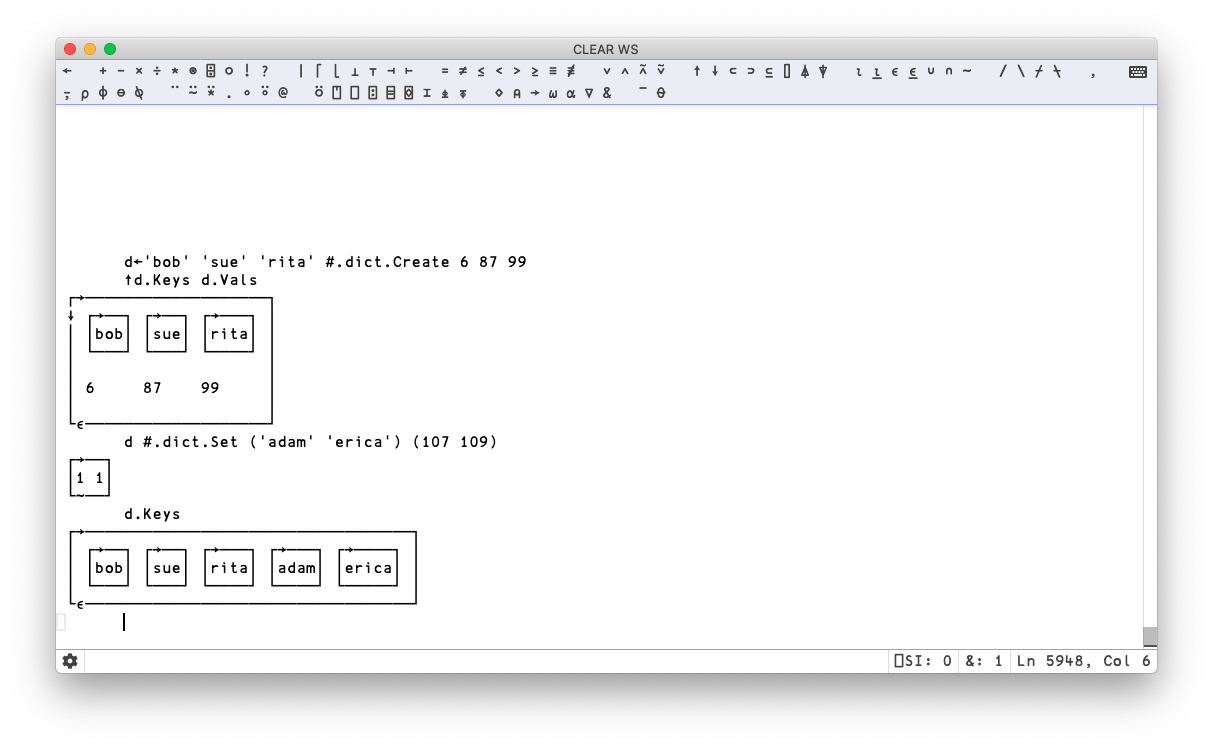 CLEAR WS
← + - × ÷ * ⍟ ⌹ ○ ! ? | ⌈ ⌊ ⊥ ⊤ ⊣ ⊢ = ≠ ≤ < > ≥ ≡ ≢ ∨ ∧ ⍲ ⍱ ↑ ↓ ⊂ ⊃ ⊆ ⌷ ⍋ ⍒ ⍳ ⍸ ∊ ⍷ ∪ ∩ ~ / \ ⌿ ⍀ ,
⍪ ⍴ ⌽ ⊖ ⍉ ¨ ⍨ ⍣ . ∘ ⍤ @ ⍥ ⍞ ⎕ ⍠ ⌸ ⌺ ⌶ ⍎ ⍕ ⋄ ⍝ → ⍵ ⍺ ∇ & ¯ ⍬
d←'bob' 'sue' 'rita' #.dict.Create 6 87 99
↑d.Keys d.Vals
bob sue rita
6 87 99
d #.dict.Set ('adam' 'erica') (107 109)
1 1
d.Keys
bob sue rita adam erica
⎕SI: 0 &: 1 Ln 5948, Col 6